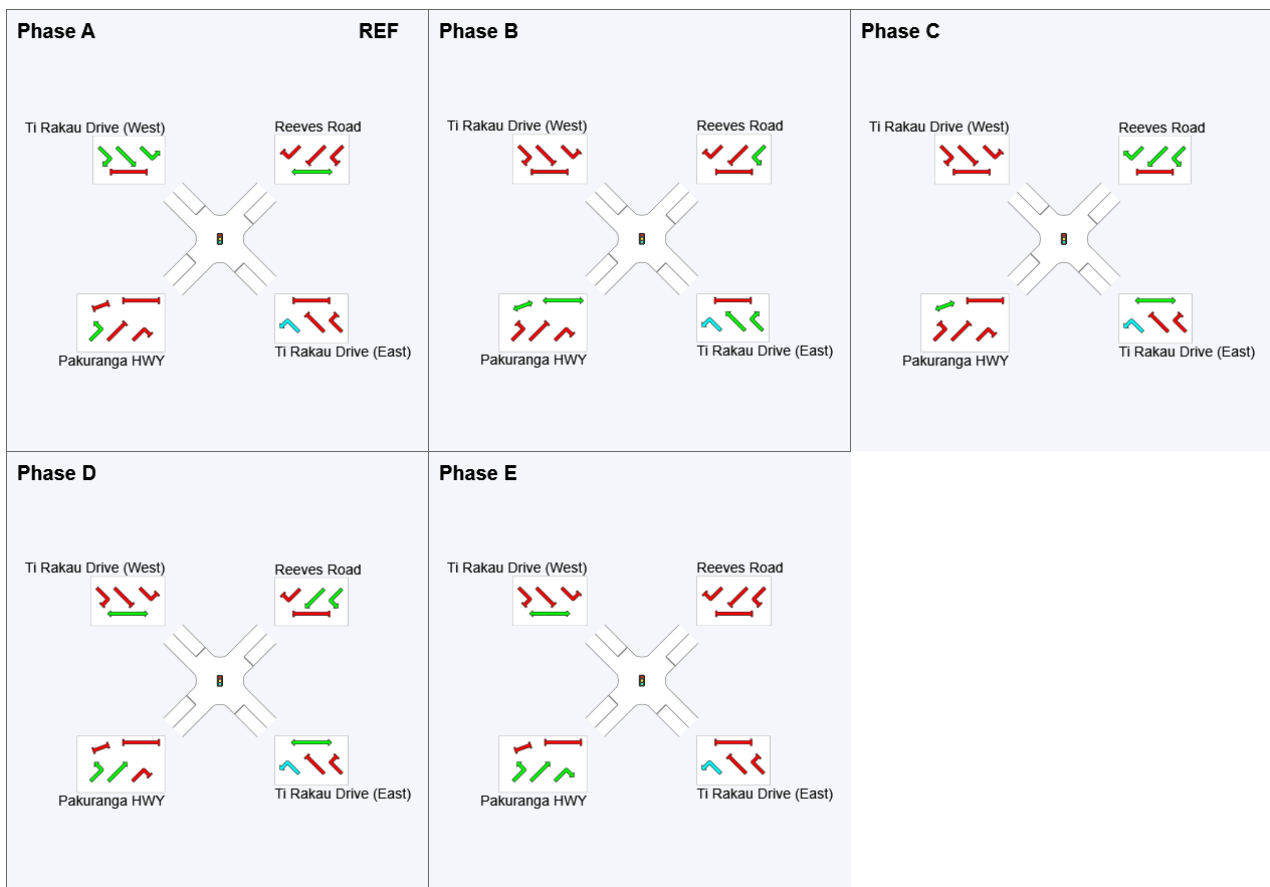 Phase A REF
Ti Rakau Drive (West) Reeves Road
Pakuranga HWY Ti Rakau Drive (East)
Phase B
Ti Rakau Drive (West) Reeves Road
Pakuranga HWY Ti Rakau Drive (East)
Phase C
Ti Rakau Drive (West) Reeves Road
Pakuranga HWY Ti Rakau Drive (East)
Phase D
Ti Rakau Drive (West) Reeves Road
Pakuranga HWY Ti Rakau Drive (East)
Phase E
Ti Rakau Drive (West) Reeves Road
Pakuranga HWY Ti Rakau Drive (East)